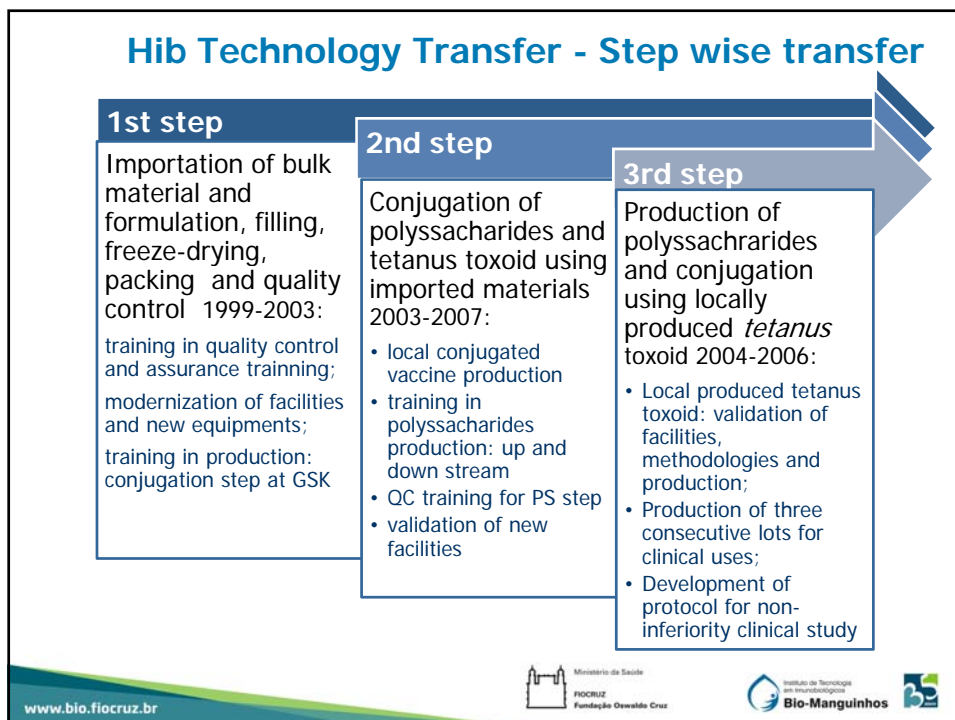 Hib Technology Transfer - Step wise transfer
1st step
Importation of bulk
material and
formulation, filling,
freeze-drying,
packing and quality
control 1999-2003:
training in quality control
and assurance trainning;
modernization of facilities
and new equipments;
training in production:
conjugation step at GSK
2nd step
Conjugation of
polyssacharides and
tetanus toxoid using
imported materials
2003-2007:
• local conjugated
vaccine production
• training in
polyssacharides
production: up and
down stream
• QC training for PS step
• validation of new
facilities
3rd step
Production of
polyssachrarides
and conjugation
using locally
produced tetanus
toxoid 2004-2006:
• Local produced tetanus
toxoid: validation of
facilities,
methodologies and
production;
• Production of three
consecutive lots for
clinical uses;
• Development of
protocol for non-
inferiority clinical study
www.bio.fiocruz.br
Ministério da Saúde
FIOCRUZ
Fundação Oswaldo Cruz
Instituto de Tecnologia
em Imunobiológicos
Bio-Manguinhos
35